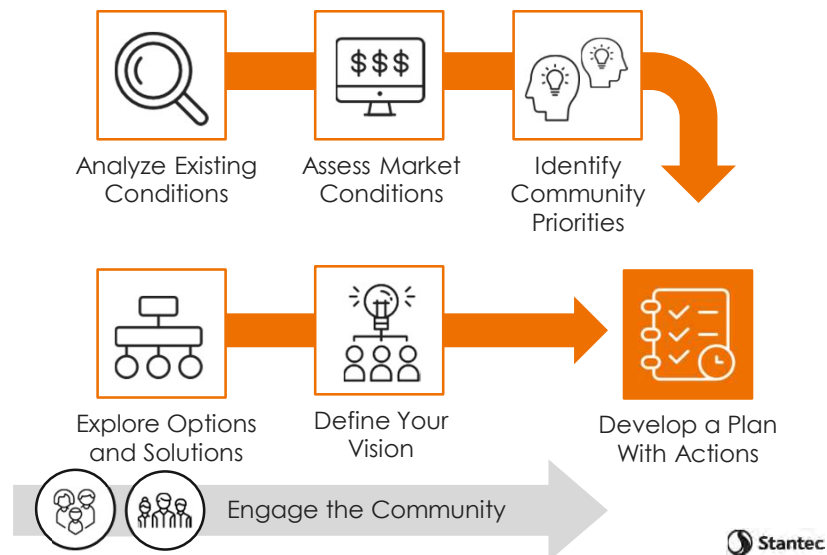 $$$
Analyze Existing
Conditions
Assess Market
Conditions
Identify
Community
Priorities
Explore Options
and Solutions
Define Your
Vision
Develop a Plan
With Actions
Engage the Community
Stantec